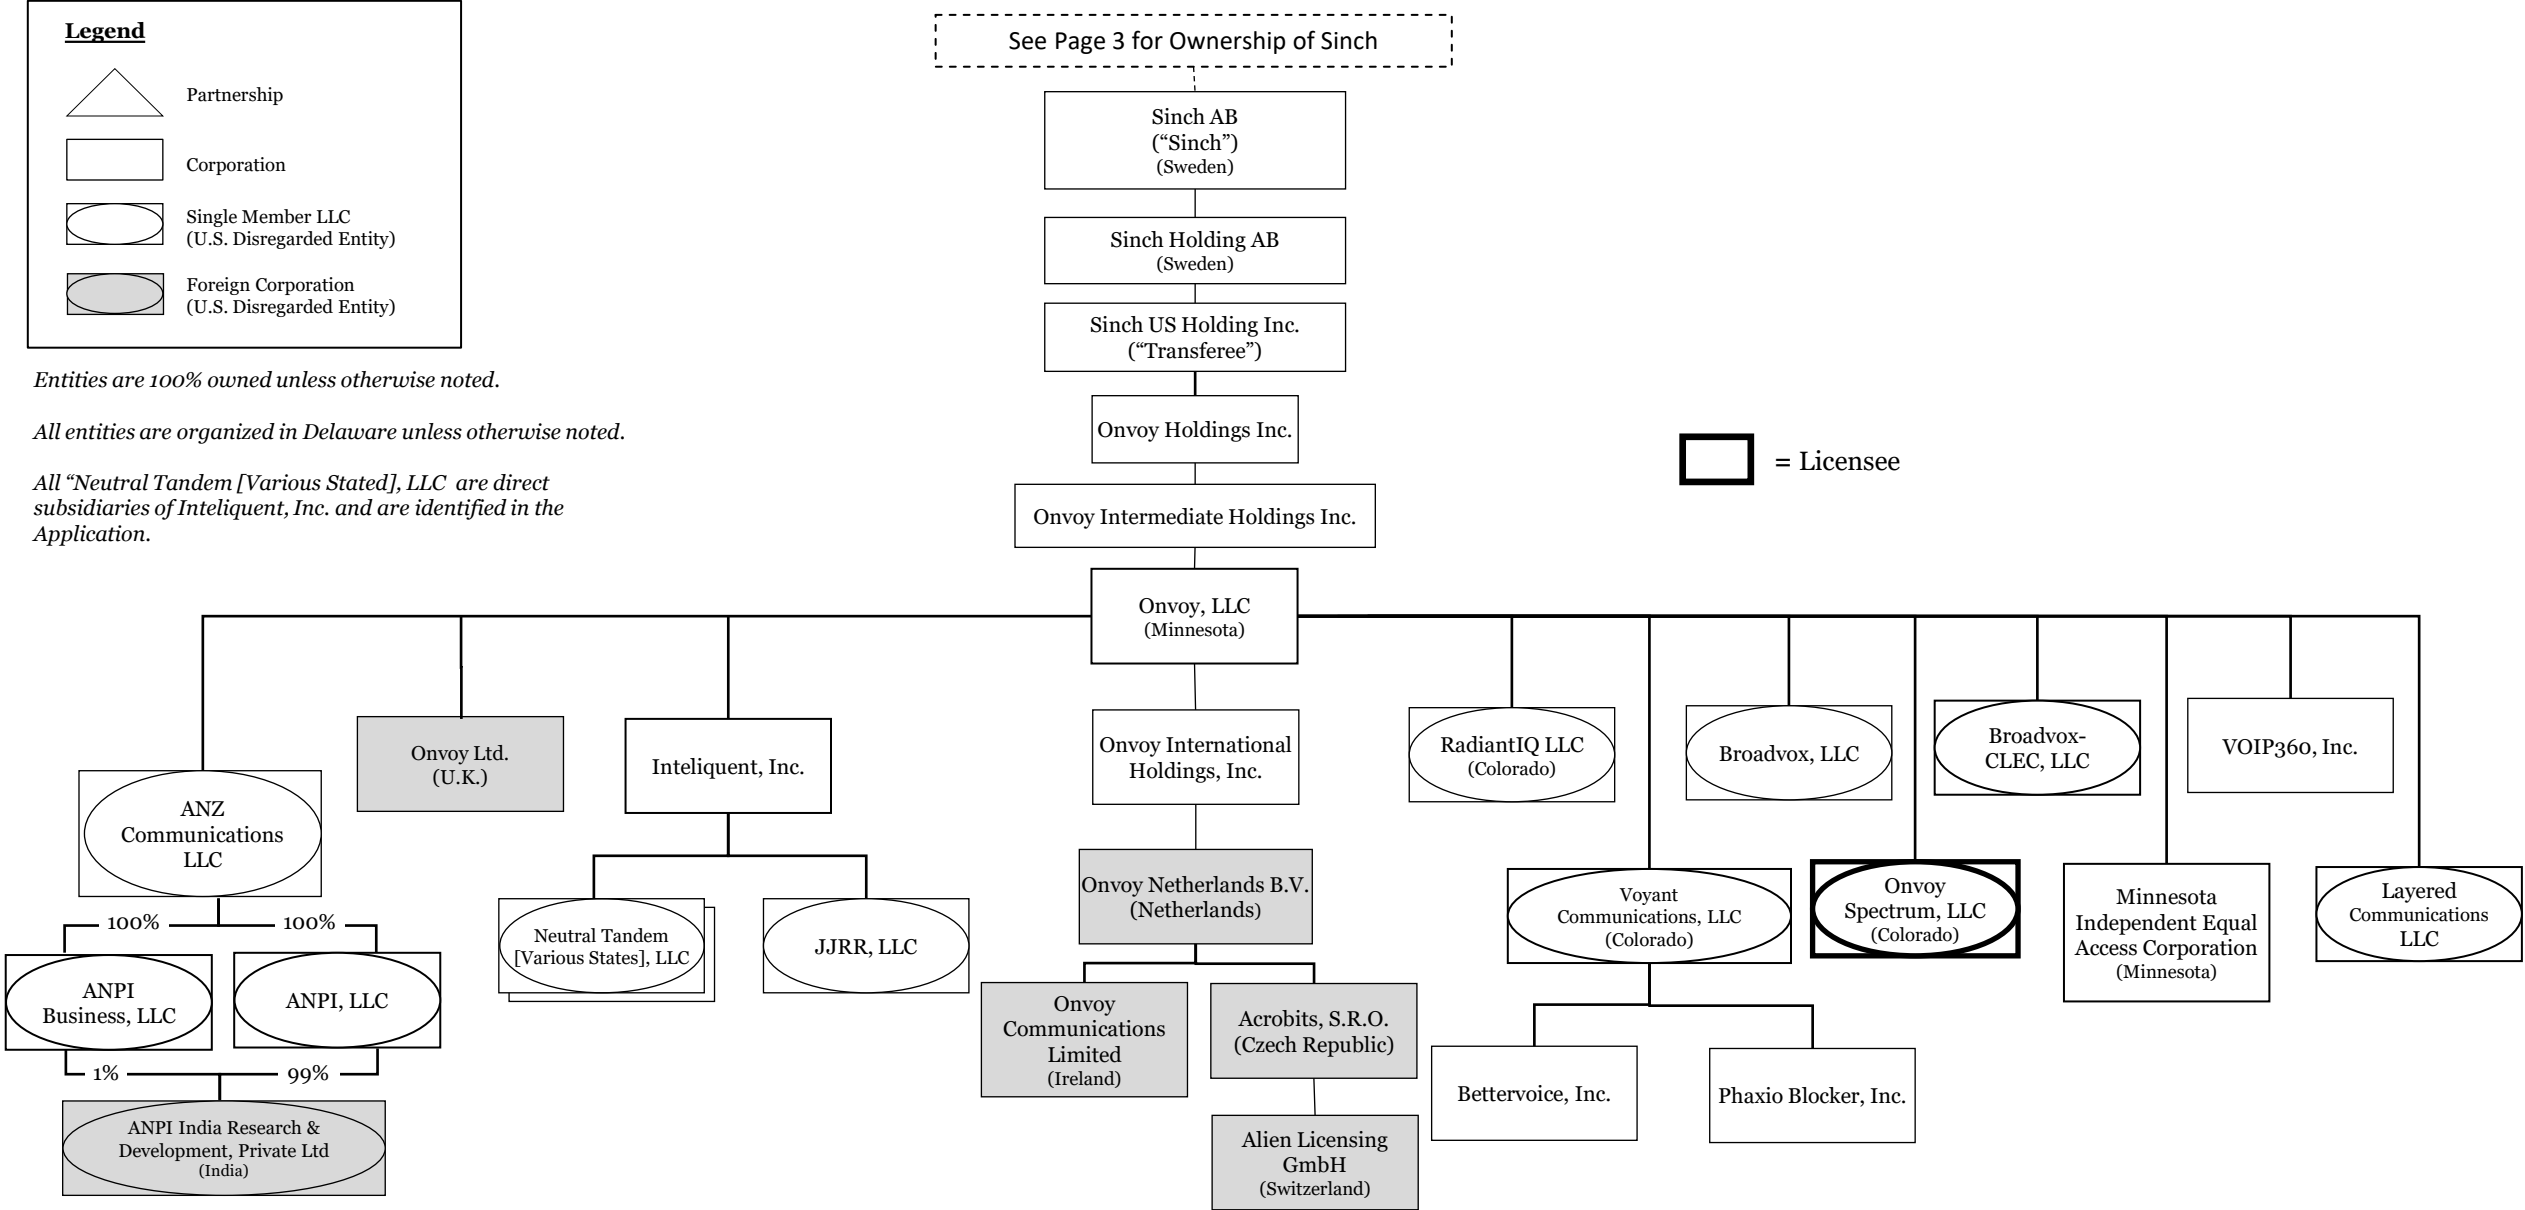 Legend
Partnership
Corporation
Single Member LLC
(U.S. Disregarded Entity)
Foreign Corporation
(U.S. Disregarded Entity)
Entities are 100% owned unless otherwise noted.
All entities are organized in Delaware unless otherwise noted.
All “Neutral Tandem [Various Stated], LLC are direct
subsidiaries of Inteliquent, Inc. and are identified in the
Application.
See Page 3 for Ownership of Sinch
Sinch AB
(“Sinch”)
(Sweden)
Sinch Holding AB
(Sweden)
Sinch US Holding Inc.
(“Transferee”)
Onvoy Holdings Inc.
Onvoy Intermediate Holdings Inc.
= Licensee
Onvoy, LLC
(Minnesota)
ANZ
Communications
LLC
100%
100%
ANPI
Business, LLC
ANPI, LLC
1%
99%
ANPI India Research &
Development, Private Ltd
(India)
Onvoy Ltd.
(U.K.)
Inteliquent, Inc.
Neutral Tandem
[Various States], LLC
JJRR, LLC
Onvoy International
Holdings, Inc.
Onvoy Netherlands B.V.
(Netherlands)
Onvoy
Communications
Limited
(Ireland)
Acrobits, S.R.O.
(Czech Republic)
Alien Licensing
GmbH
(Switzerland)
RadiantIQ LLC
(Colorado)
Voyant
Communications, LLC
(Colorado)
Bettervoice, Inc.
Phaxio Blocker, Inc.
Broadvox, LLC
Onvoy
Spectrum, LLC
(Colorado)
Broadvox-
CLEC, LLC
Minnesota
Independent Equal
Access Corporation
(Minnesota)
VOIP360, Inc.
Layered
Communications
LLC